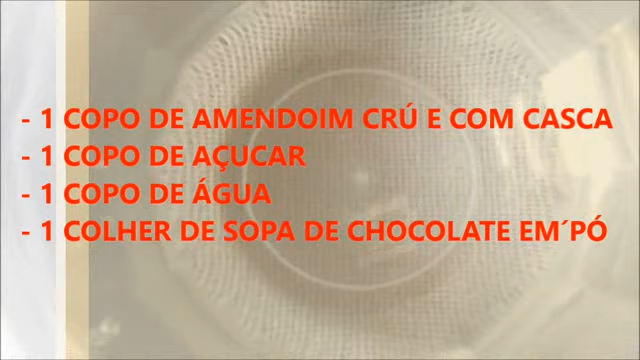 - 1 COPO DE AMENDOIM CRÚ E COM CASCA
- 1 COPO DE AÇUCAR
- 1 COPO DE ÁGUA
- 1 COLHER DE SOPA DE CHOCOLATE EM´PÓ